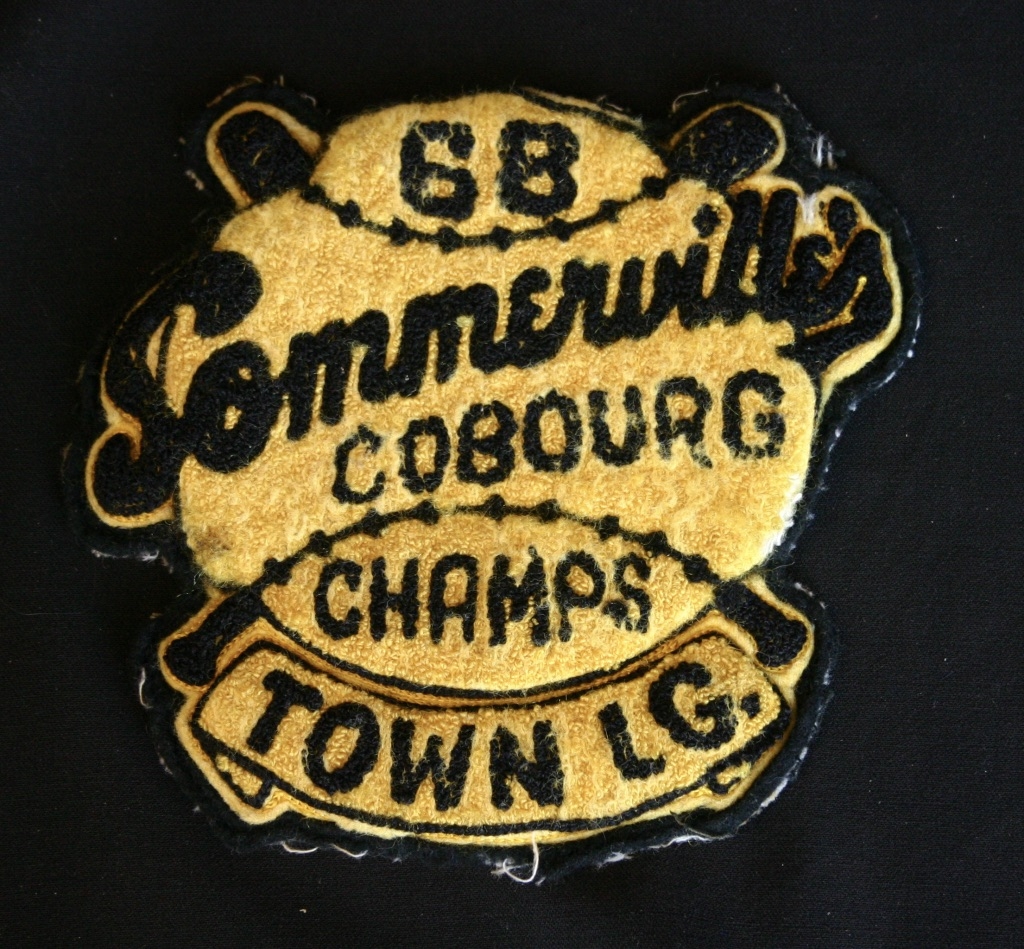 68
Sommerville's
COBOURG
CHAMPS
TOWN LG.